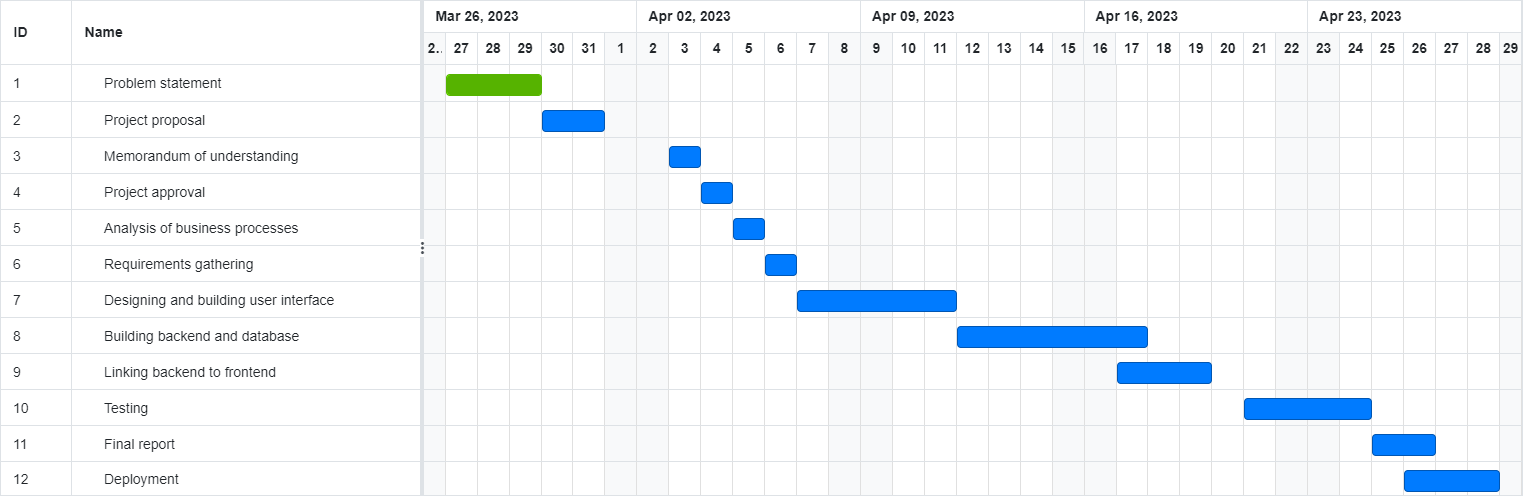 ID Name Mar 26, 2023 Apr 02, 2023 Apr 09, 2023 Apr 16, 2023 Apr 23, 2023
2.. 27 28 29 30 31 1 2 3 4 5 6 7 8 9 10 11 12 13 14 15 16 17 18 19 20 21 22 23 24 25 26 27 28 29
1 Problem statement
2 Project proposal
3 Memorandum of understanding
4 Project approval
5 Analysis of business processes
6 Requirements gathering
7 Designing and building user interface
8 Building backend and database
9 Linking backend to frontend
10 Testing
11 Final report
12 Deployment